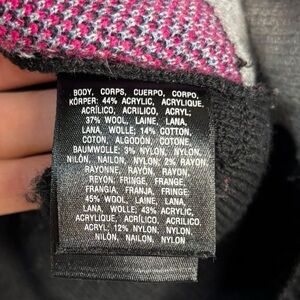 BODY, CORPS, CUERPO, CORPO,
KÖRPER: 44% ACRYLIC, ACRYLIQUE,
ACRÍLICO, ACRILICO, ACRYL;
37% WOOL, LAINE, LANA,
LANA, WOLLE; 14% COTTON,
COTON, ALGODÓN, COTONE,
BAUMWOLLE; 3% NYLON, NYLON,
NILÓN, NAILON, NYLON; 2% RAYON,
RAYONNE, RAYÓN, RAYON,
REYON; FRINGE, FRINGE,
FRANGIA, FRANJA, FRINGE:
45% WOOL, LAINE, LANA,
LANA, WOLLE; 43% ACRYLIC,
ACRYLIQUE, ACRÍLICO, ACRILICO,
ACRYL; 12% NYLON, NYLON,
NILÓN, NAILON, NYLON